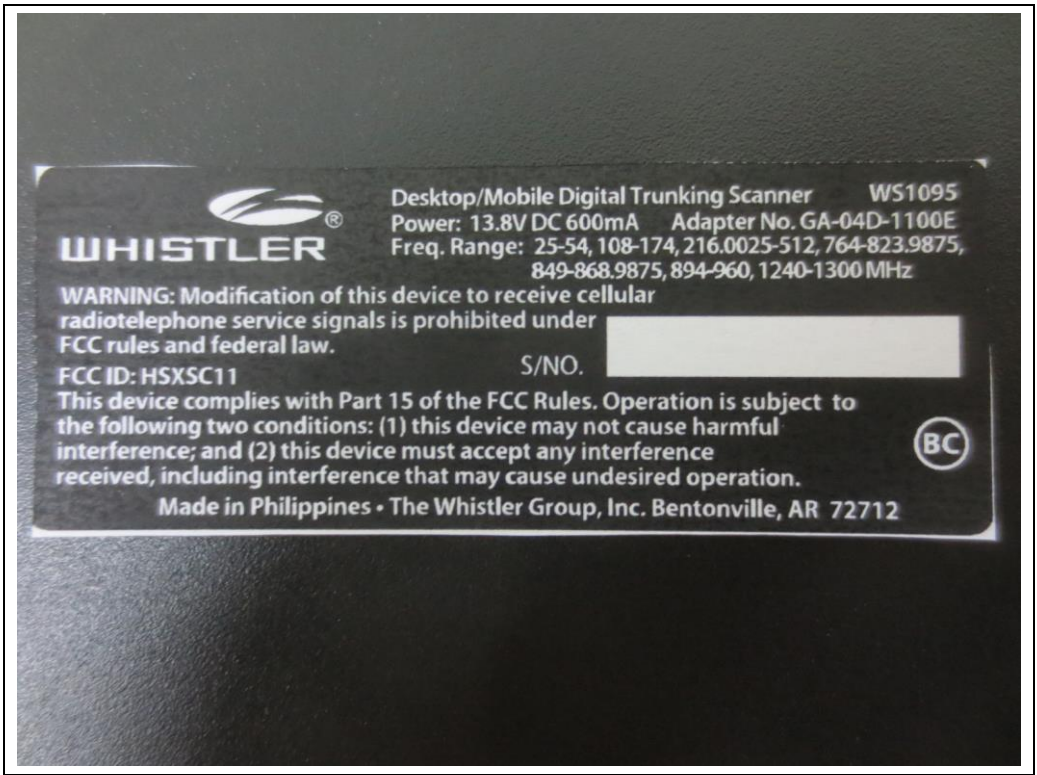 Desktop/Mobile Digital Trunking Scanner WS1095
Power: 13.8V DC 600mA Adapter No. GA-04D-1100E
WHISTLER®
Freq. Range: 25-54, 108-174, 216.0025-512, 764-823.9875,
849-868.9875, 894-960, 1240-1300 MHz
WARNING: Modification of this device to receive cellular
radiotelephone service signals is prohibited under
FCC rules and federal law.
S/NO.
FCC ID: HSXSC11
This device complies with Part 15 of the FCC Rules. Operation is subject to
the following two conditions: (1) this device may not cause harmful
interference; and (2) this device must accept any interference
received, including interference that may cause undesired operation.
BC
Made in Philippines • The Whistler Group, Inc. Bentonville, AR 72712